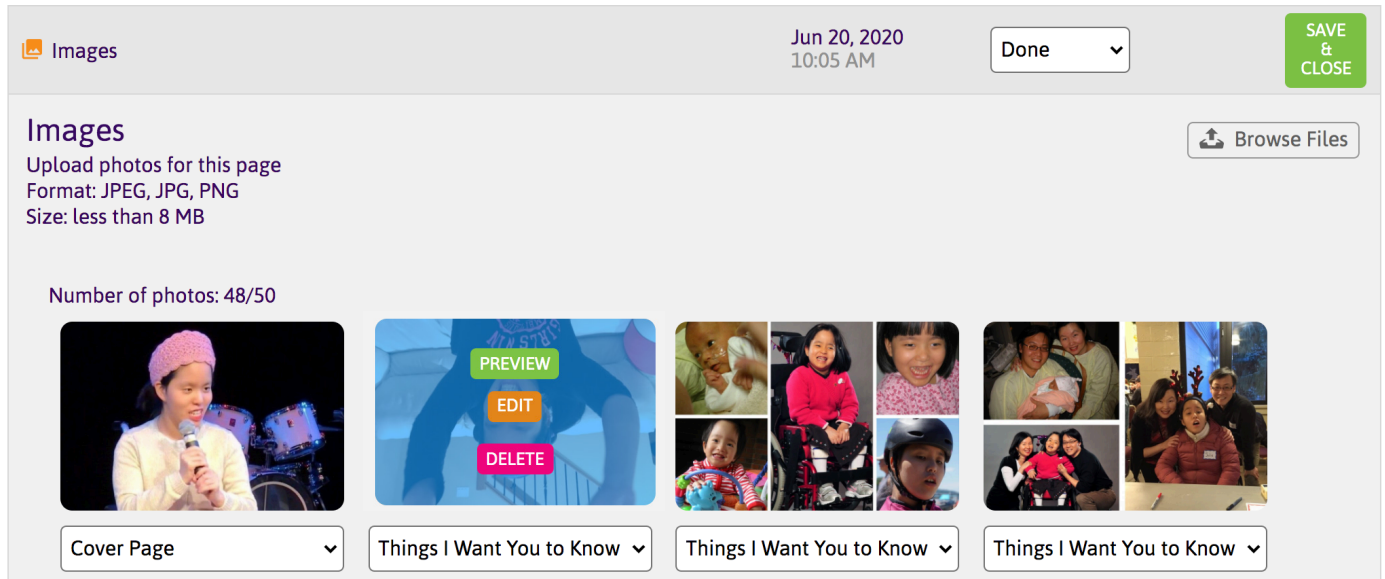 Images
Jun 20, 2020
10:05 AM
Done
SAVE
&
CLOSE
Images
Browse Files
Upload photos for this page
Format: JPEG, JPG, PNG
Size: less than 8 MB
Number of photos: 48/50
PREVIEW
EDIT
DELETE
Cover Page
Things I Want You to Know
Things I Want You to Know
Things I Want You to Know